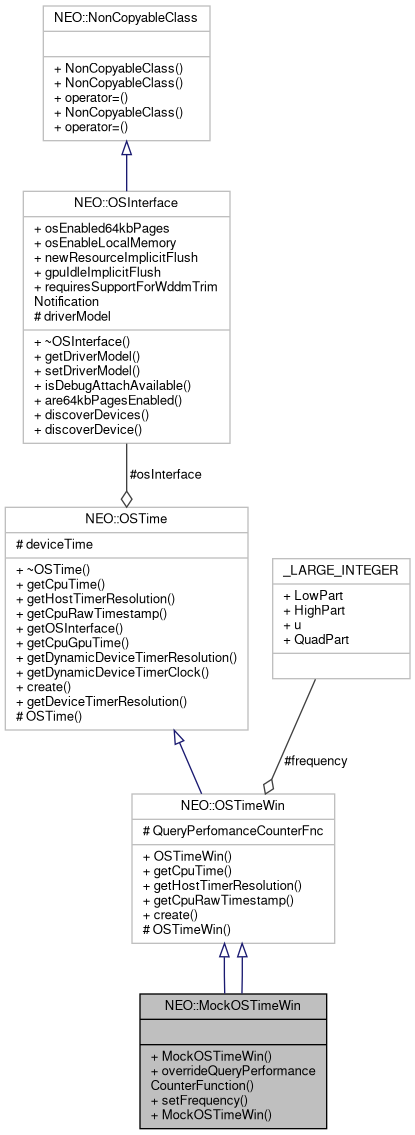 NEO::NonCopyableClass
+ NonCopyableClass()
+ NonCopyableClass()
+ operator=()
+ NonCopyableClass()
+ operator=()
NEO::OSInterface
+ osEnabled64kbPages
+ osEnableLocalMemory
+ newResourceImplicitFlush
+ gpuIdleImplicitFlush
+ requiresSupportForWddmTrim
Notification
# driverModel
+ ~OSInterface()
+ getDriverModel()
+ setDriverModel()
+ isDebugAttachAvailable()
+ are64kbPagesEnabled()
+ discoverDevices()
+ discoverDevice()
#osInterface
NEO::OSTime
# deviceTime
+ ~OSTime()
+ getCpuTime()
+ getHostTimerResolution()
+ getCpuRawTimestamp()
+ getOSInterface()
+ getCpuGpuTime()
+ getDynamicDeviceTimerResolution()
+ getDynamicDeviceTimerClock()
+ create()
+ getDeviceTimerResolution()
# OSTime()
_LARGE_INTEGER
+ LowPart
+ HighPart
+ u
+ QuadPart
#frequency
NEO::OSTimeWin
# QueryPerfomanceCounterFnc
+ OSTimeWin()
+ getCpuTime()
+ getHostTimerResolution()
+ getCpuRawTimestamp()
+ create()
# OSTimeWin()
NEO::MockOSTimeWin
+ MockOSTimeWin()
+ overrideQueryPerformance
CounterFunction()
+ setFrequency()
+ MockOSTimeWin()